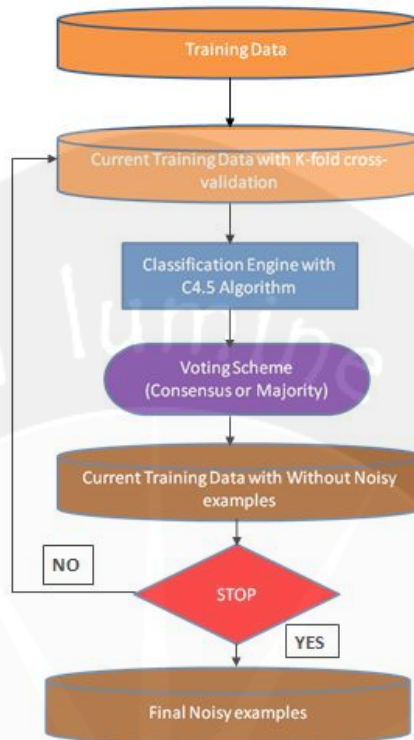 Training Data
Current Training Data with K-fold cross-
validation
Classification Engine with
C4.5 Algorithm
lumine
Voting Scheme
(Consensus or Majority)
Current Training Data with Without Noisy
examples
NO
STOP
YES
Final Noisy examples